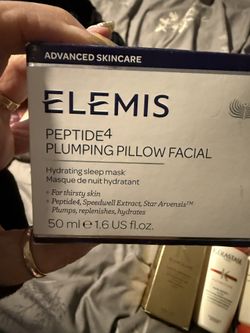 ADVANCED SKINCARE
ELEMIS
PEPTIDE4
PLUMPING PILLOW FACIAL
Hydrating sleep mask
Masque de nuit hydratant
• For thirsty skin
• Peptide4, Speedwell Extract, Star Arvensis™
Plumps, replenishes, hydrates
50 ml ℮ 1.6 US fl.oz.
KÉRASTASE